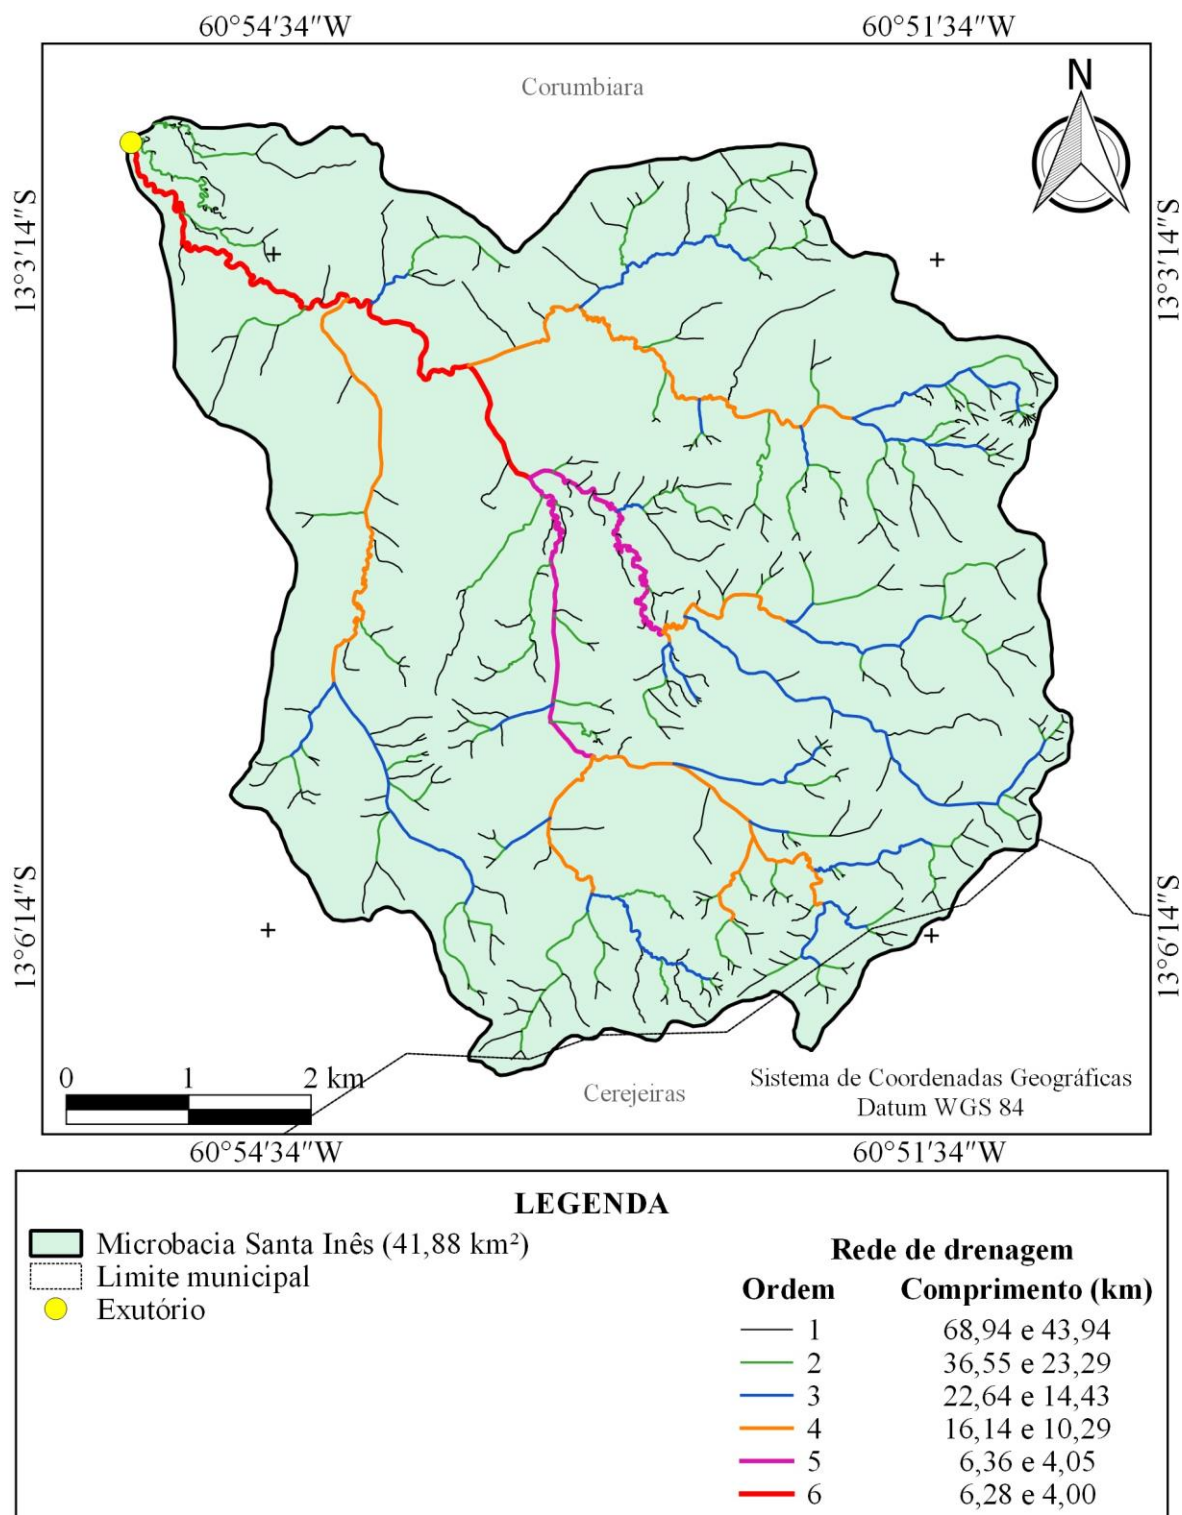 60°54′34″W 60°51′34″W
Corumbiara
N
13°3′14″S 13°3′14″S
13°6′14″S 13°6′14″S
0 1 2 km
Sistema de Coordenadas Geográficas
Datum WGS 84
Cerejeiras
60°54′34″W 60°51′34″W
LEGENDA
Microbacia Santa Inês (41,88 km²)
Limite municipal
Exutório
Rede de drenagem
Ordem Comprimento (km)
1 68,94 e 43,94
2 36,55 e 23,29
3 22,64 e 14,43
4 16,14 e 10,29
5 6,36 e 4,05
6 6,28 e 4,00